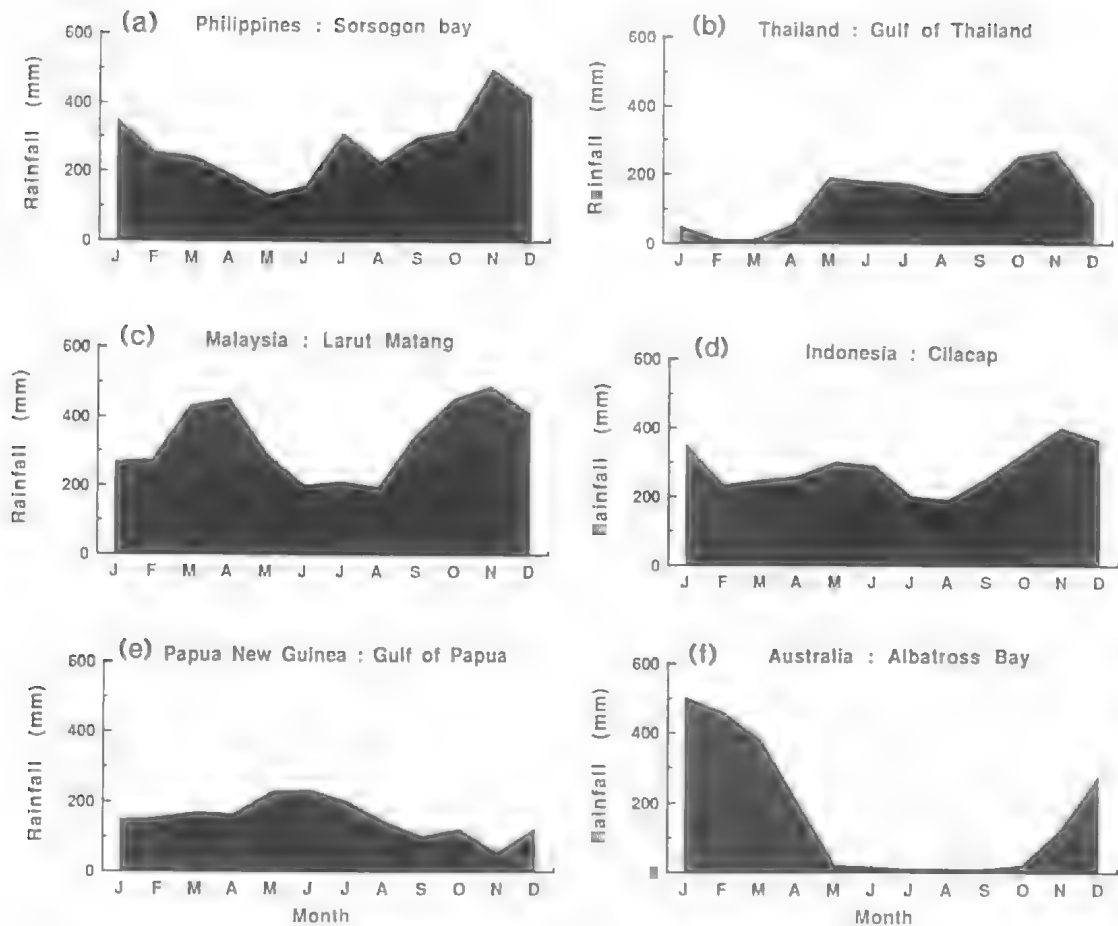 (a) Philippines : Sorsogon bay
600
400
200
0
Rainfall (mm)
J F M A M J J A S O N D
(b) Thailand : Gulf of Thailand
600
400
200
0
Rainfall (mm)
J F M A M J J A S O N D
(c) Malaysia : Larut Matang
600
400
200
0
Rainfall (mm)
J F M A M J J A S O N D
(d) Indonesia : Cilacap
600
400
200
0
Rainfall (mm)
J F M A M J J A S O N D
(e) Papua New Guinea : Gulf of Papua
600
400
200
0
Rainfall (mm)
J F M A M J J A S O N D
Month
(f) Australia : Albatross Bay
600
400
200
Rainfall (mm)
J F M A M J J A S O N D
Month